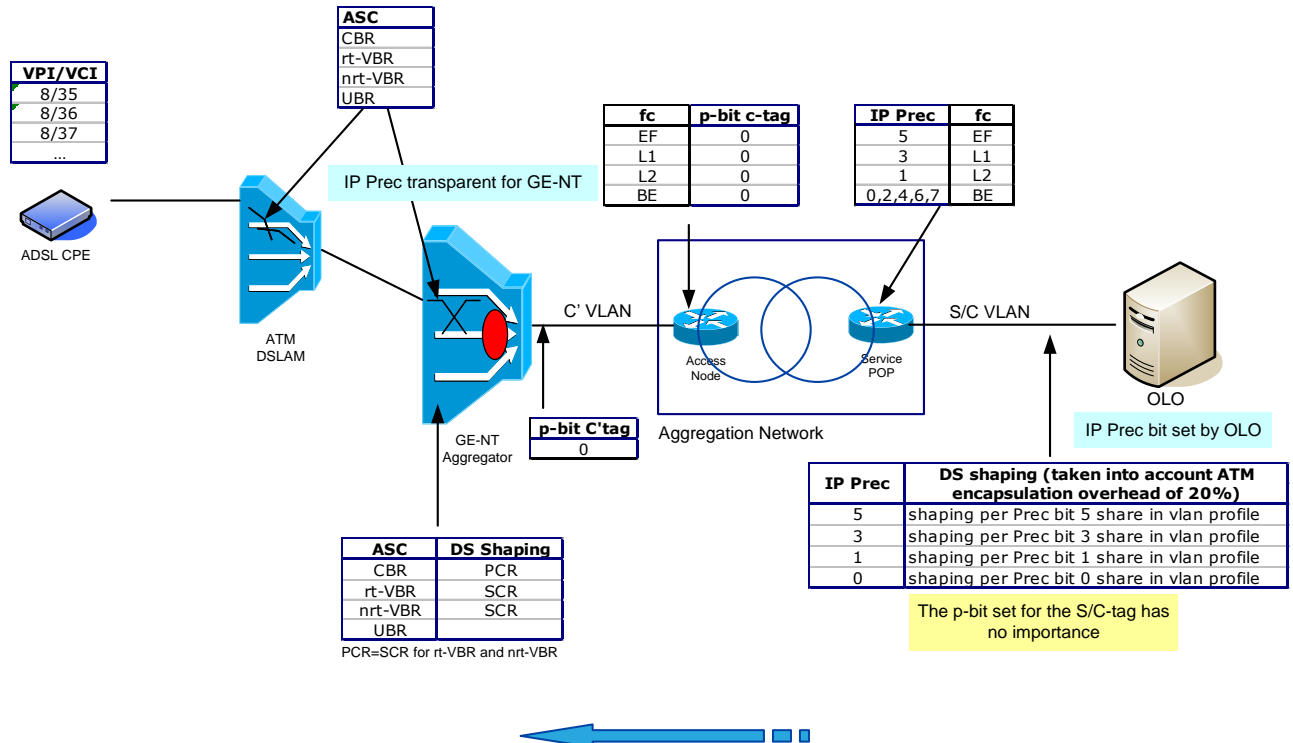 ASC
CBR
rt-VBR
nrt-VBR
UBR
VPI/VCI
8/35
8/36
8/37
...
ADSL CPE
ATM
DSLAM
IP Prec transparent for GE-NT
fc p-bit c-tag
EF 0
L1 0
L2 0
BE 0
IP Prec fc
5 EF
3 L1
1 L2
0,2,4,6,7 BE
C' VLAN
Access
Node
Service
POP
S/C VLAN
OLO
IP Prec bit set by OLO
GE-NT
Aggregator
p-bit C'tag
0
Aggregation Network
IP Prec DS shaping (taken into account ATM
encapsulation overhead of 20%)
5 shaping per Prec bit 5 share in vlan profile
3 shaping per Prec bit 3 share in vlan profile
1 shaping per Prec bit 1 share in vlan profile
0 shaping per Prec bit 0 share in vlan profile
The p-bit set for the S/C-tag has
no importance
ASC DS Shaping
CBR PCR
rt-VBR SCR
nrt-VBR SCR
UBR
PCR=SCR for rt-VBR and nrt-VBR